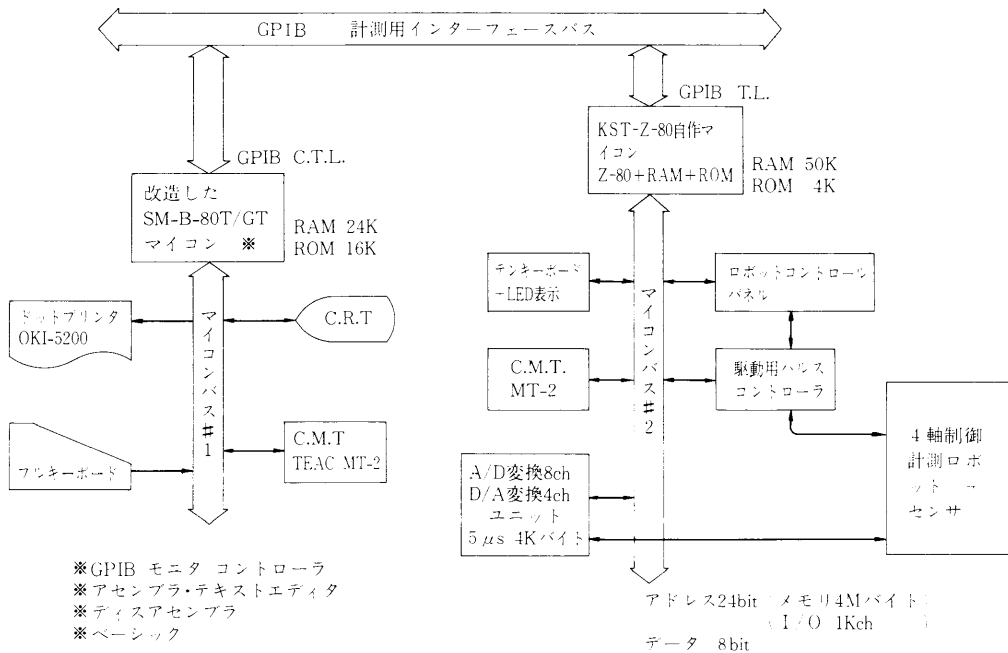 GPIB 計測用インターフェースバス
GPIB T.L.
KST-Z-80自作マ
イコン
Z-80+RAM+ROM
RAM 50K
ROM 4K
GPIB C.T.L.
改造した
SM-B-80T/GT
マイコン ※
RAM 24K
ROM 16K
マイコンバス#1
ドットプリンタ
OKI-5200
C.R.T
フルキーボード
C.M.T
TEAC MT-2
マイコンバス#2
テンキーボード
+LED表示
ロボットコントロール
パネル
C.M.T.
MT-2
駆動用パルス
コントローラ
A/D変換8ch
D/A変換4ch
ユニット
5μs 4Kバイト
4軸制御
計測ロボ
ット
センサ
※GPIB モニタ コントローラ
※アセンブラ・テキストエディタ
※ディスアセンブラ
※ベーシック
アドレス24bit (メモリ4Mバイト)
(I/O 1Kch )
データ 8bit